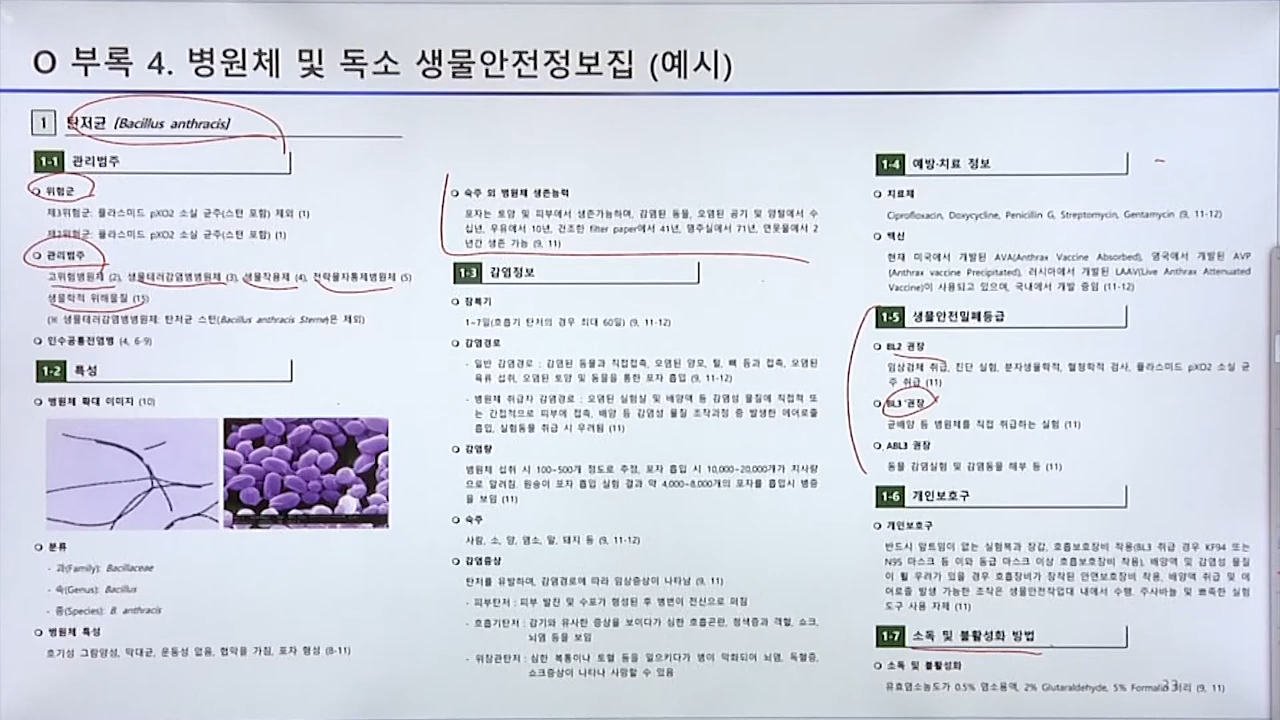 O 부록 4. 병원체 및 독소 생물안전정보집 (예시)
1 탄저균 [Bacillus anthracis]
1-1 관리범주
위험군
제3위험군: 플라스미드 pXO2 소실 균주(스턴 포함) 제외 (1)
제2위험군: 플라스미드 pXO2 소실 균주(스턴 포함) (1)
관리범주
고위험병원체 (2), 생물테러감염병병원체 (3), 생물작용제 (4), 전략물자통제병원체 (5)
생물학적 위해물질 (15)
(※ 생물테러감염병병원체: 탄저균 스턴(Bacillus anthracis Sterne)은 제외)
인수공통전염병 (4, 6-9)
1-2 특성
병원체 확대 이미지 (10)
분류
- 과(Family): Bacillaceae
- 속(Genus): Bacillus
- 종(Species): B. anthracis
병원체 특성
호기성 그람양성, 막대균, 운동성 없음, 협막을 가짐, 포자 형성 (8-11)
숙주 외 병원체 생존능력
포자는 토양 및 피부에서 생존가능하며, 감염된 동물, 오염된 공기 및 양털에서 수
십년, 우유에서 10년, 건조한 filter paper에서 41년, 명주실에서 71년, 연못물에서 2
년간 생존 가능 (9, 11)
1-3 감염정보
잠복기
1~7일(호흡기 탄저의 경우 최대 60일) (9, 11-12)
감염경로
- 일반 감염경로 : 감염된 동물과 직접접촉, 오염된 양모, 털, 뼈 등과 접촉, 오염된
육류 섭취, 오염된 토양 및 동물을 통한 포자 흡입 (9, 11-12)
- 병원체 취급자 감염경로 : 오염된 실험실 및 배양액 등 감염성 물질에 직접적 또
는 간접적으로 피부에 접촉, 배양 등 감염성 물질 조작과정 중 발생한 에어로졸
흡입, 실험동물 취급 시 우려됨 (11)
감염량
병원체 섭취 시 100~500개 정도로 추정, 포자 흡입 시 10,000~20,000개가 치사량
으로 알려짐. 원숭이 포자 흡입 실험 결과 약 4,000~8,000개의 포자를 흡입시 병증
을 보임 (11)
숙주
사람, 소, 양, 염소, 말, 돼지 등 (9, 11-12)
감염증상
탄저를 유발하며, 감염경로에 따라 임상증상이 나타남 (9, 11)
- 피부탄저 : 피부 발진 및 수포가 형성된 후 병변이 전신으로 퍼짐
- 호흡기탄저 : 감기와 유사한 증상을 보이다가 심한 호흡곤란, 청색증과 객혈, 쇼크,
뇌염 등을 보임
- 위장관탄저 : 심한 복통이나 토혈 등을 일으키다가 병이 악화되어 뇌염, 독혈증,
쇼크증상이 나타나 사망할 수 있음
1-4 예방·치료 정보
치료제
Ciprofloxacin, Doxycycline, Penicillin G, Streptomycin, Gentamycin (9, 11-12)
백신
현재 미국에서 개발된 AVA(Anthrax Vaccine Absorbed), 영국에서 개발된 AVP
(Anthrax vaccine Precipitated), 러시아에서 개발된 LAAV(Live Anthrax Attenuated
Vaccine)이 사용되고 있으며, 국내에서 개발 중임 (11-12)
1-5 생물안전밀폐등급
BL2 권장
임상검체 취급, 진단 실험, 분자생물학적, 혈청학적 검사, 플라스미드 pXO2 소실 균
주 취급 (11)
BL3 권장
균배양 등 병원체를 직접 취급하는 실험 (11)
ABL3 권장
동물 감염실험 및 감염동물 해부 등 (11)
1-6 개인보호구
개인보호구
반드시 앞트임이 없는 실험복과 장갑, 호흡보호장비 착용(BL3 취급 경우 KF94 또는
N95 마스크 등 이와 동급 마스크 이상 호흡보호장비 착용), 배양액 및 감염성 물질
이 튈 우려가 있을 경우 호흡장비가 장착된 안면보호장비 착용, 배양액 취급 및 에
어로졸 발생 가능한 조작은 생물안전작업대 내에서 수행, 주사바늘 및 뾰족한 실험
도구 사용 자제 (11)
1-7 소독 및 불활성화 방법
소독 및 불활성화
유효염소농도가 0.5% 염소용액, 2% Glutaraldehyde, 5% Formalin 처리 (9, 11)
33